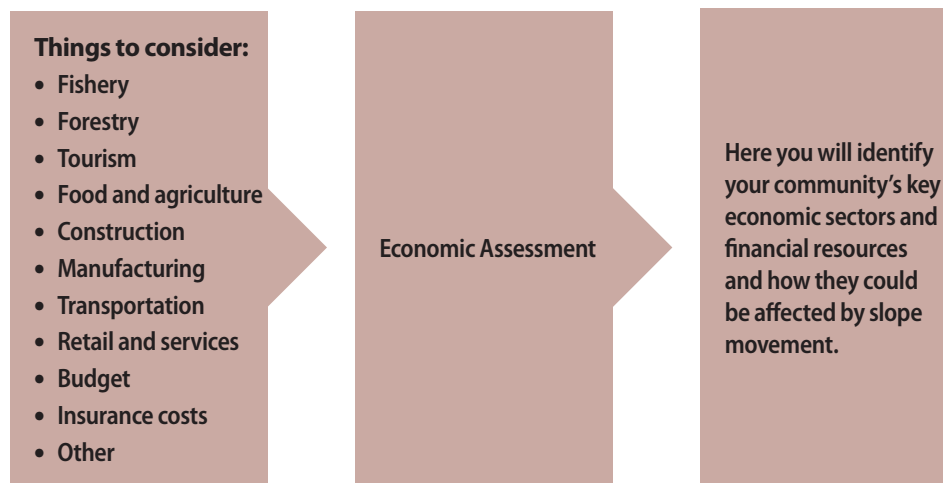 Things to consider:
• Fishery
• Forestry
• Tourism
• Food and agriculture
• Construction
• Manufacturing
• Transportation
• Retail and services
• Budget
• Insurance costs
• Other
Economic Assessment
Here you will identify
your community’s key
economic sectors and
financial resources
and how they could
be affected by slope
movement.